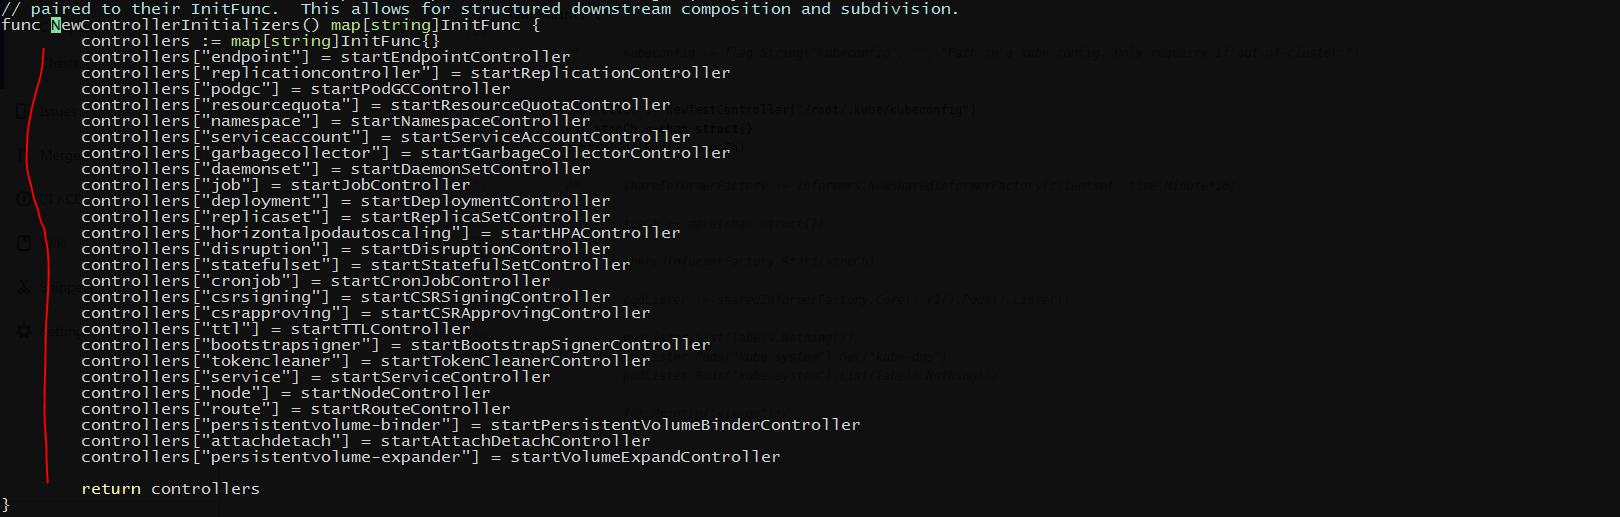 // paired to their InitFunc.  This allows for structured downstream composition and subdivision.
func NewControllerInitializers() map[string]InitFunc {
        controllers := map[string]InitFunc{}
        controllers["endpoint"] = startEndpointController
        controllers["replicationcontroller"] = startReplicationController
        controllers["podgc"] = startPodGCController
        controllers["resourcequota"] = startResourceQuotaController
        controllers["namespace"] = startNamespaceController
        controllers["serviceaccount"] = startServiceAccountController
        controllers["garbagecollector"] = startGarbageCollectorController
        controllers["daemonset"] = startDaemonSetController
        controllers["job"] = startJobController
        controllers["deployment"] = startDeploymentController
        controllers["replicaset"] = startReplicaSetController
        controllers["horizontalpodautoscaling"] = startHPAController
        controllers["disruption"] = startDisruptionController
        controllers["statefulset"] = startStatefulSetController
        controllers["cronjob"] = startCronJobController
        controllers["csrsigning"] = startCSRSigningController
        controllers["csrapproving"] = startCSRApprovingController
        controllers["ttl"] = startTTLController
        controllers["bootstrapsigner"] = startBootstrapSignerController
        controllers["tokencleaner"] = startTokenCleanerController
        controllers["service"] = startServiceController
        controllers["node"] = startNodeController
        controllers["route"] = startRouteController
        controllers["persistentvolume-binder"] = startPersistentVolumeBinderController
        controllers["attachdetach"] = startAttachDetachController
        controllers["persistentvolume-expander"] = startVolumeExpandController
        return controllers
}